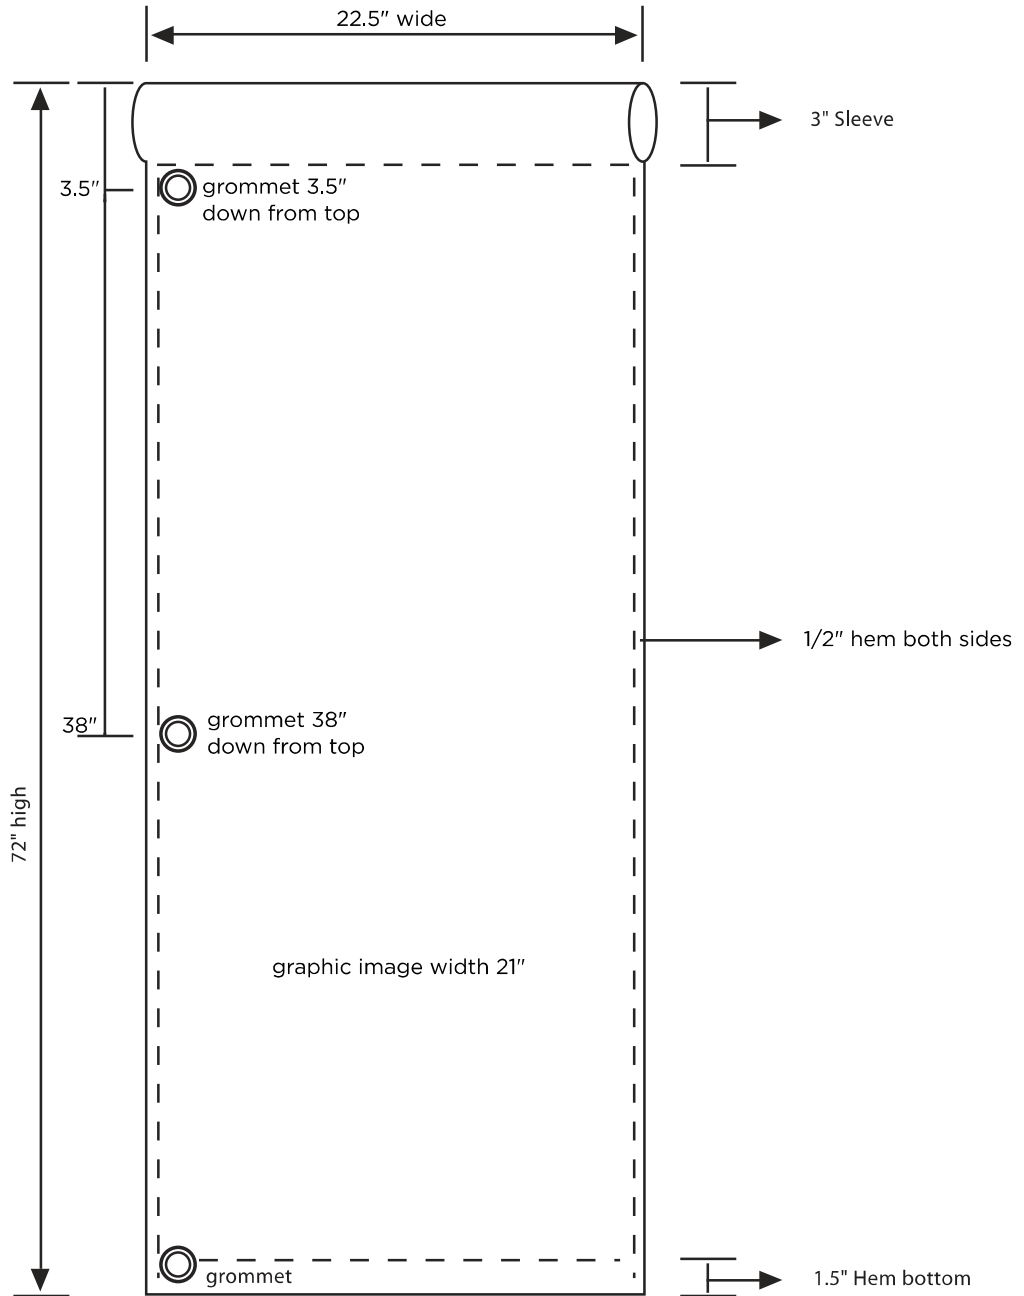 22.5" wide
3" Sleeve
3.5"
grommet 3.5"
down from top
1/2" hem both sides
38"
grommet 38"
down from top
72" high
graphic image width 21"
grommet
1.5" Hem bottom